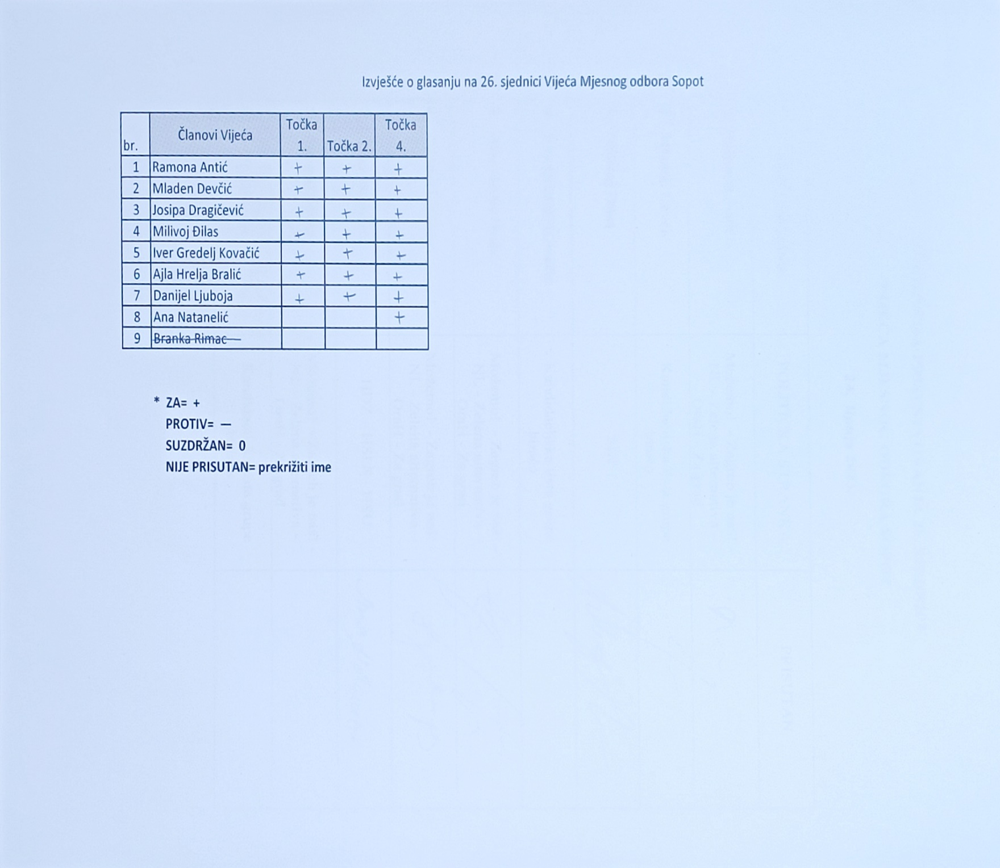 Izvješće o glasanju na 26. sjednici Vijeća Mjesnog odbora Sopot
br. Članovi Vijeća Točka 1. Točka 2. Točka 4.
1 Ramona Antić + + +
2 Mladen Devčić + + +
3 Josipa Dragičević + + +
4 Milivoj Đilas + + +
5 Iver Gredelj Kovačić + + +
6 Ajla Hrelja Bralić + + +
7 Danijel Ljuboja + + +
8 Ana Natanelić +
9 Branka Rimac
* ZA= +
PROTIV= —
SUZDRŽAN= 0
NIJE PRISUTAN= prekrižiti ime